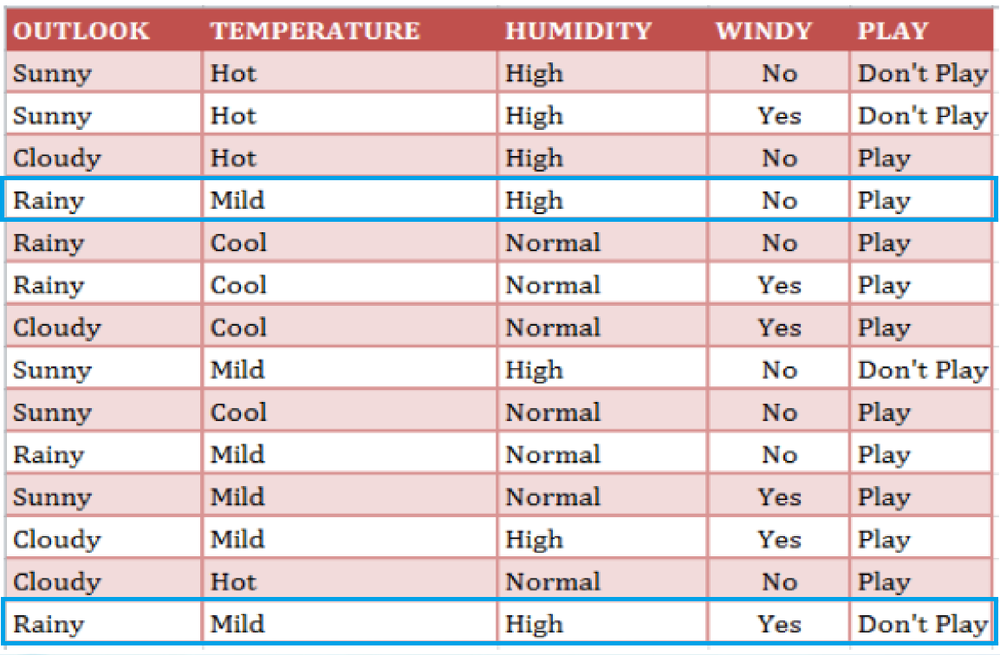 OUTLOOK TEMPERATURE HUMIDITY WINDY PLAY
Sunny Hot High No Don't Play
Sunny Hot High Yes Don't Play
Cloudy Hot High No Play
Rainy Mild High No Play
Rainy Cool Normal No Play
Rainy Cool Normal Yes Play
Cloudy Cool Normal Yes Play
Sunny Mild High No Don't Play
Sunny Cool Normal No Play
Rainy Mild Normal No Play
Sunny Mild Normal Yes Play
Cloudy Mild High Yes Play
Cloudy Hot Normal No Play
Rainy Mild High Yes Don't Play